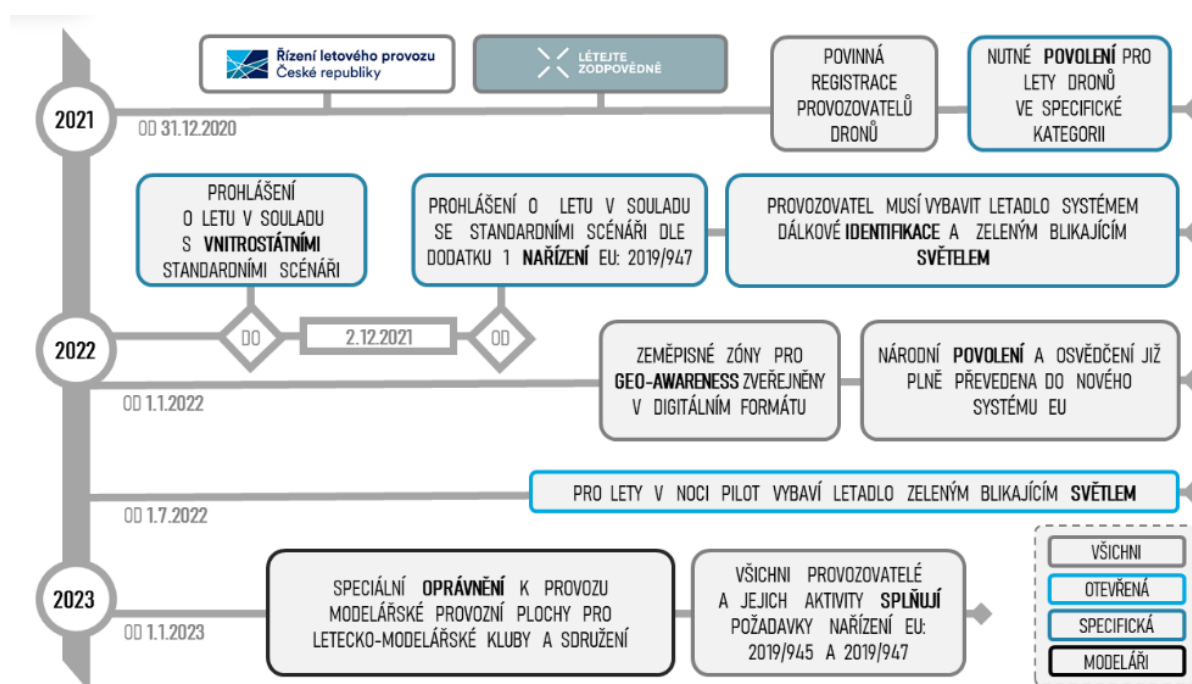 Řízení letového provozu
České republiky
LÉTEJTE
ZODPOVĚDNĚ
POVINNÁ
REGISTRACE
PROVOZOVATELŮ
DRONŮ
NUTNÉ POVOLENÍ PRO
LETY DRONŮ
VE SPECIFICKÉ
KATEGORII
2021
OD 31.12.2020
PROHLÁŠENÍ
O LETU V SOULADU
S VNITROSTÁTNÍMI
STANDARDNÍMI SCÉNÁŘI
PROHLÁŠENÍ O LETU V SOULADU
SE STANDARDNÍMI SCÉNÁŘI DLE
DODATKU 1 NAŘÍZENÍ EU: 2019/947
PROVOZOVATEL MUSÍ VYBAVIT LETADLO SYSTÉMEM
DÁLKOVÉ IDENTIFIKACE A ZELENÝM BLIKAJÍCÍM
SVĚTELEM
2022
DO
2.12.2021
OD
OD 1.1.2022
ZEMĚPISNÉ ZÓNY PRO
GEO-AWARENESS ZVEŘEJNĚNY
V DIGITÁLNÍM FORMÁTU
NÁRODNÍ POVOLENÍ A OSVĚDČENÍ JIŽ
PLNĚ PŘEVEDENA DO NOVÉHO
SYSTÉMU EU
PRO LETY V NOCI PILOT VYBAVÍ LETADLO ZELENÝM BLIKAJÍCÍM SVĚTLEM
OD 1.7.2022
2023
OD 1.1.2023
SPECIÁLNÍ OPRÁVNĚNÍ K PROVOZU
MODELÁŘSKÉ PROVOZNÍ PLOCHY PRO
LETECKO-MODELÁŘSKÉ KLUBY A SDRUŽENÍ
VŠICHNI PROVOZOVATELÉ
A JEJICH AKTIVITY SPLŇUJÍ
POŽADAVKY NAŘÍZENÍ EU:
2019/945 A 2019/947
VŠICHNI
OTEVŘENÁ
SPECIFICKÁ
MODELÁŘI